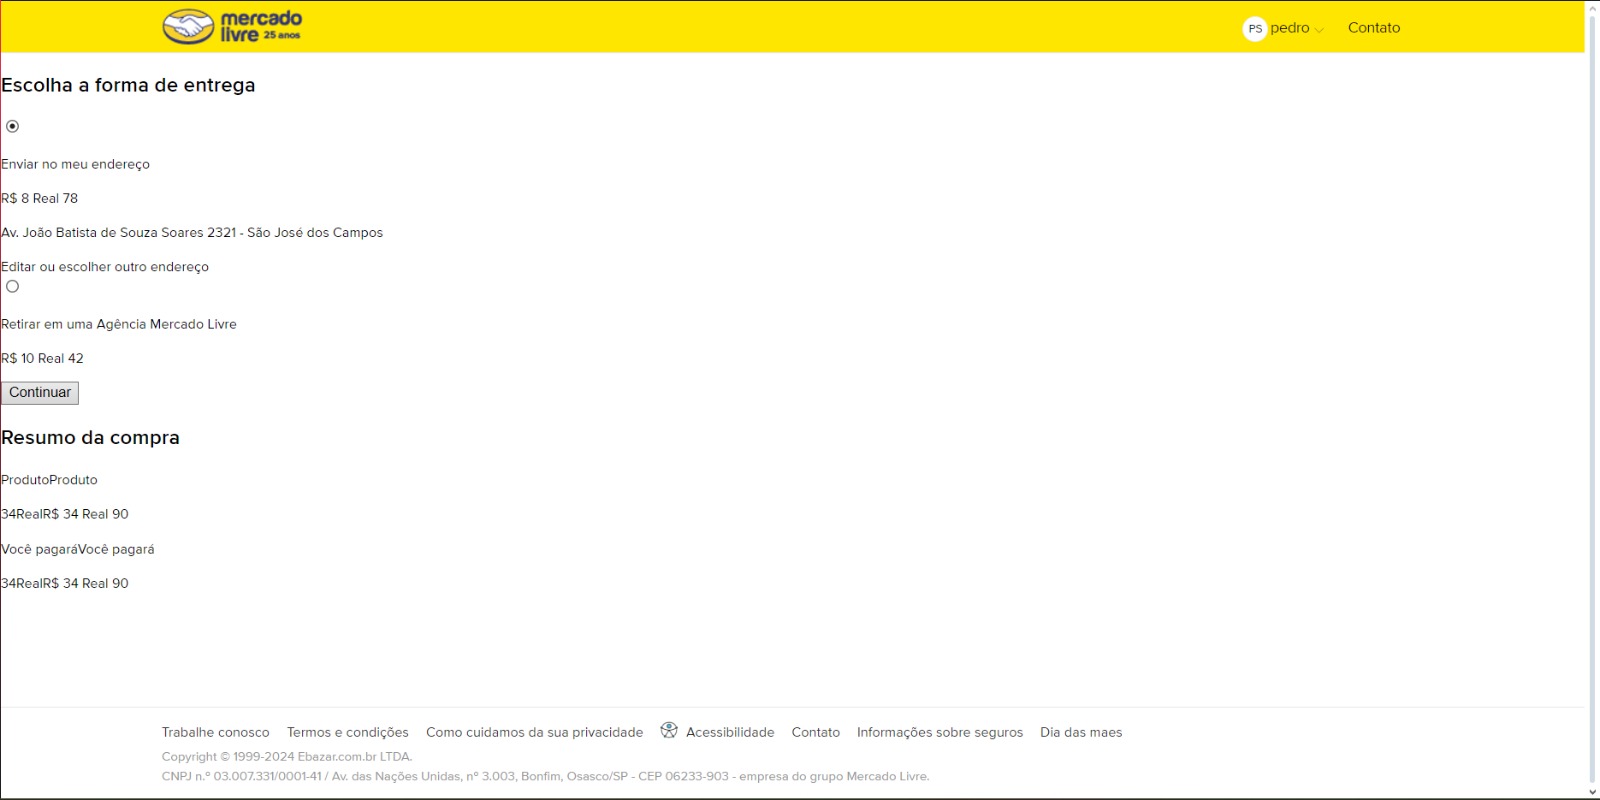 mercado
livre 25 anos
PS pedro Contato
Escolha a forma de entrega
Enviar no meu endereço
R$ 8 Real 78
Av. João Batista de Souza Soares 2321 - São José dos Campos
Editar ou escolher outro endereço
Retirar em uma Agência Mercado Livre
R$ 10 Real 42
Continuar
Resumo da compra
ProdutoProduto
34RealR$ 34 Real 90
Você pagaráVocê pagará
34RealR$ 34 Real 90
Trabalhe conosco Termos e condições Como cuidamos da sua privacidade Acessibilidade Contato Informações sobre seguros Dia das maes
Copyright © 1999-2024 Ebazar.com.br LTDA.
CNPJ n.º 03.007.331/0001-41 / Av. das Nações Unidas, nº 3.003, Bonfim, Osasco/SP - CEP 06233-903 - empresa do grupo Mercado Livre.